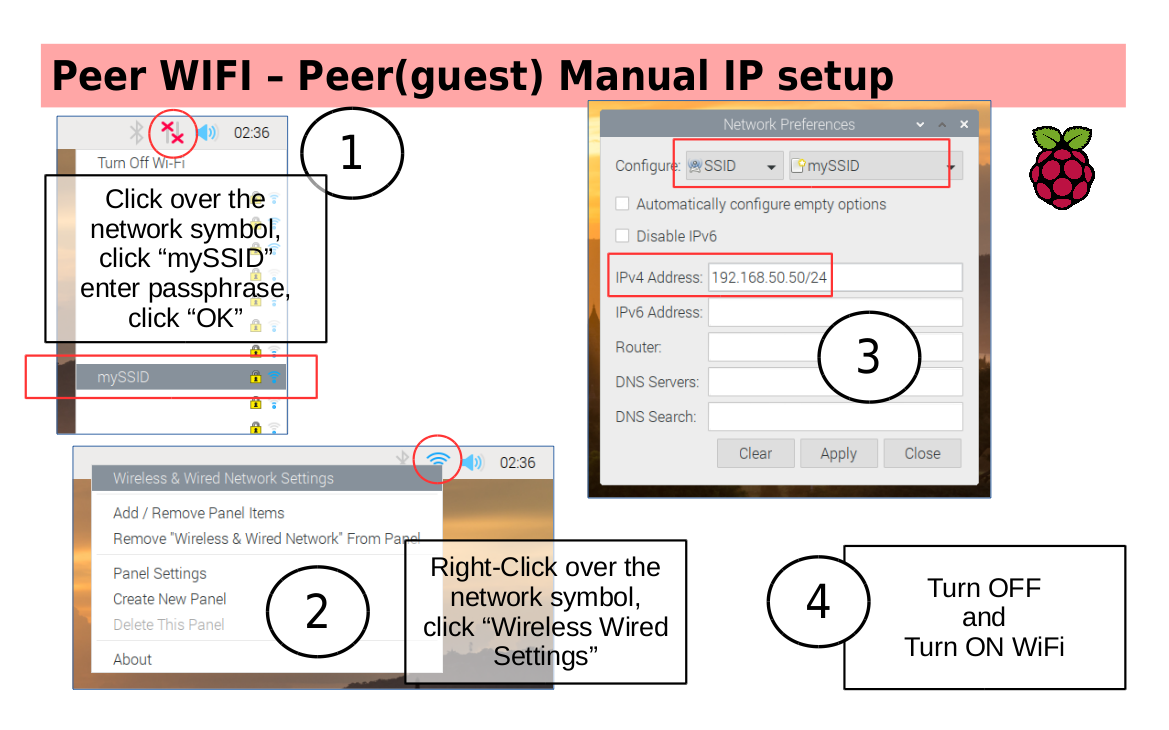 Peer WIFI – Peer(guest) Manual IP setup
1
02:36
Turn Off Wi-Fi
Click over the
network symbol,
click “mySSID”
enter passphrase,
click “OK”
mySSID
2
02:36
Wireless & Wired Network Settings
Add / Remove Panel Items
Remove "Wireless & Wired Network" From Panel
Panel Settings
Create New Panel
Delete This Panel
About
Right-Click over the
network symbol,
click “Wireless Wired
Settings”
3
Network Preferences
Configure: SSID mySSID
Automatically configure empty options
Disable IPv6
IPv4 Address: 192.168.50.50/24
IPv6 Address:
Router:
DNS Servers:
DNS Search:
Clear Apply Close
4
Turn OFF
and
Turn ON WiFi